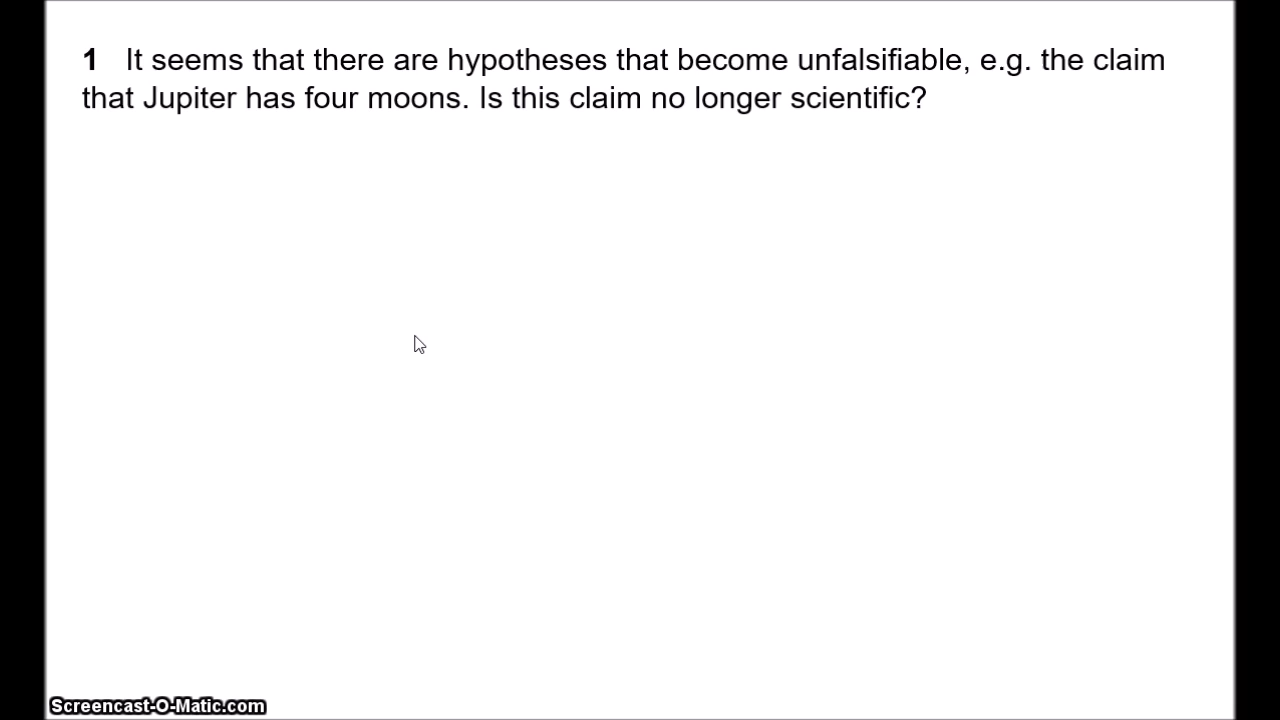 1 It seems that there are hypotheses that become unfalsifiable, e.g. the claim
that Jupiter has four moons. Is this claim no longer scientific?
Screencast-O-Matic.com